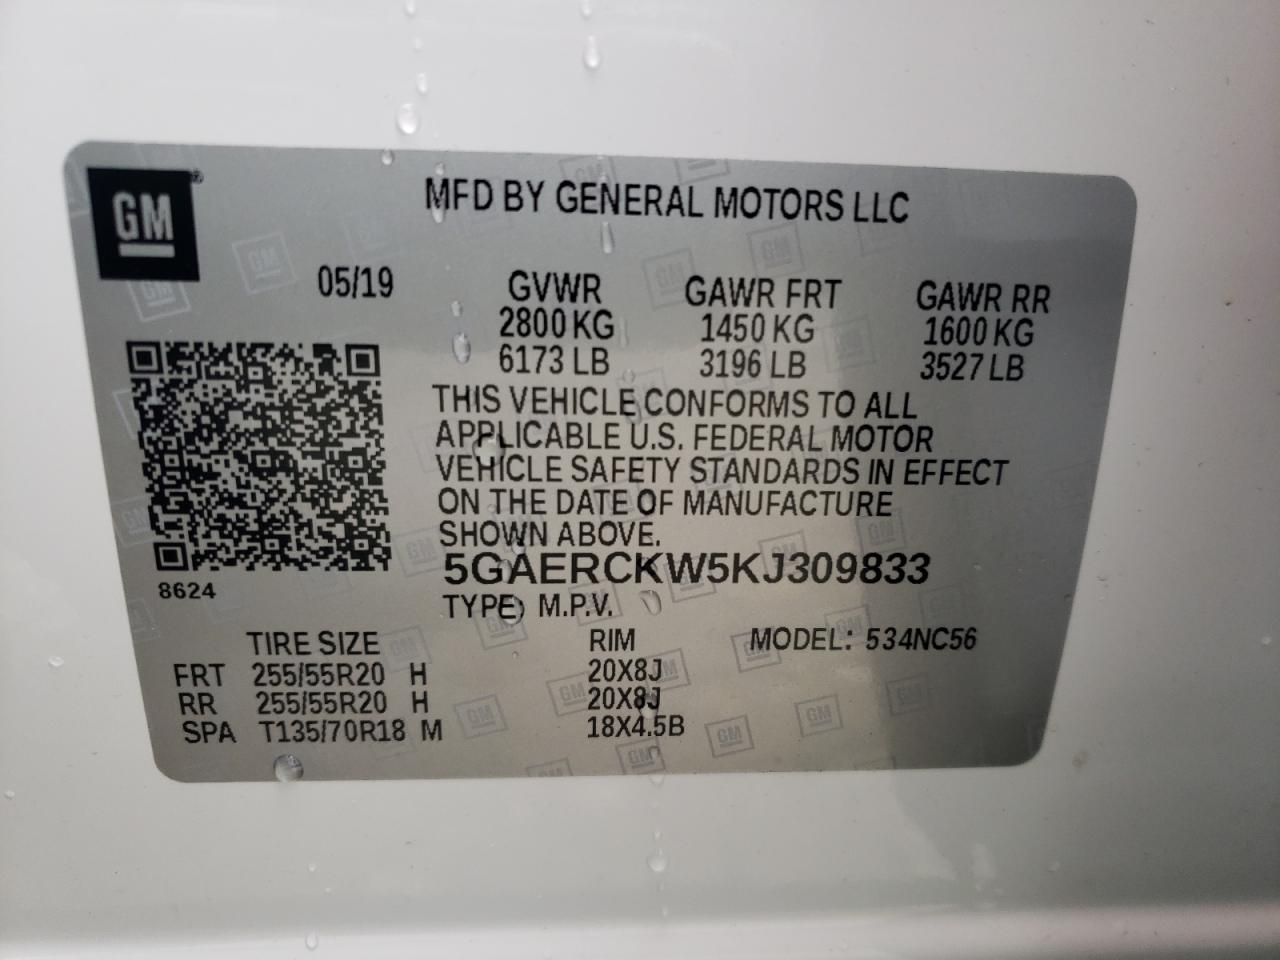 GM
MFD BY GENERAL MOTORS LLC
05/19 GVWR GAWR FRT GAWR RR
2800 KG 1450 KG 1600 KG
6173 LB 3196 LB 3527 LB
THIS VEHICLE CONFORMS TO ALL
APPLICABLE U.S. FEDERAL MOTOR
VEHICLE SAFETY STANDARDS IN EFFECT
ON THE DATE OF MANUFACTURE
SHOWN ABOVE.
5GAERCKW5KJ309833
8624
TYPE: M.P.V.
TIRE SIZE RIM MODEL: 534NC56
FRT 255/55R20 H 20X8J
RR 255/55R20 H 20X8J
SPA T135/70R18 M 18X4.5B